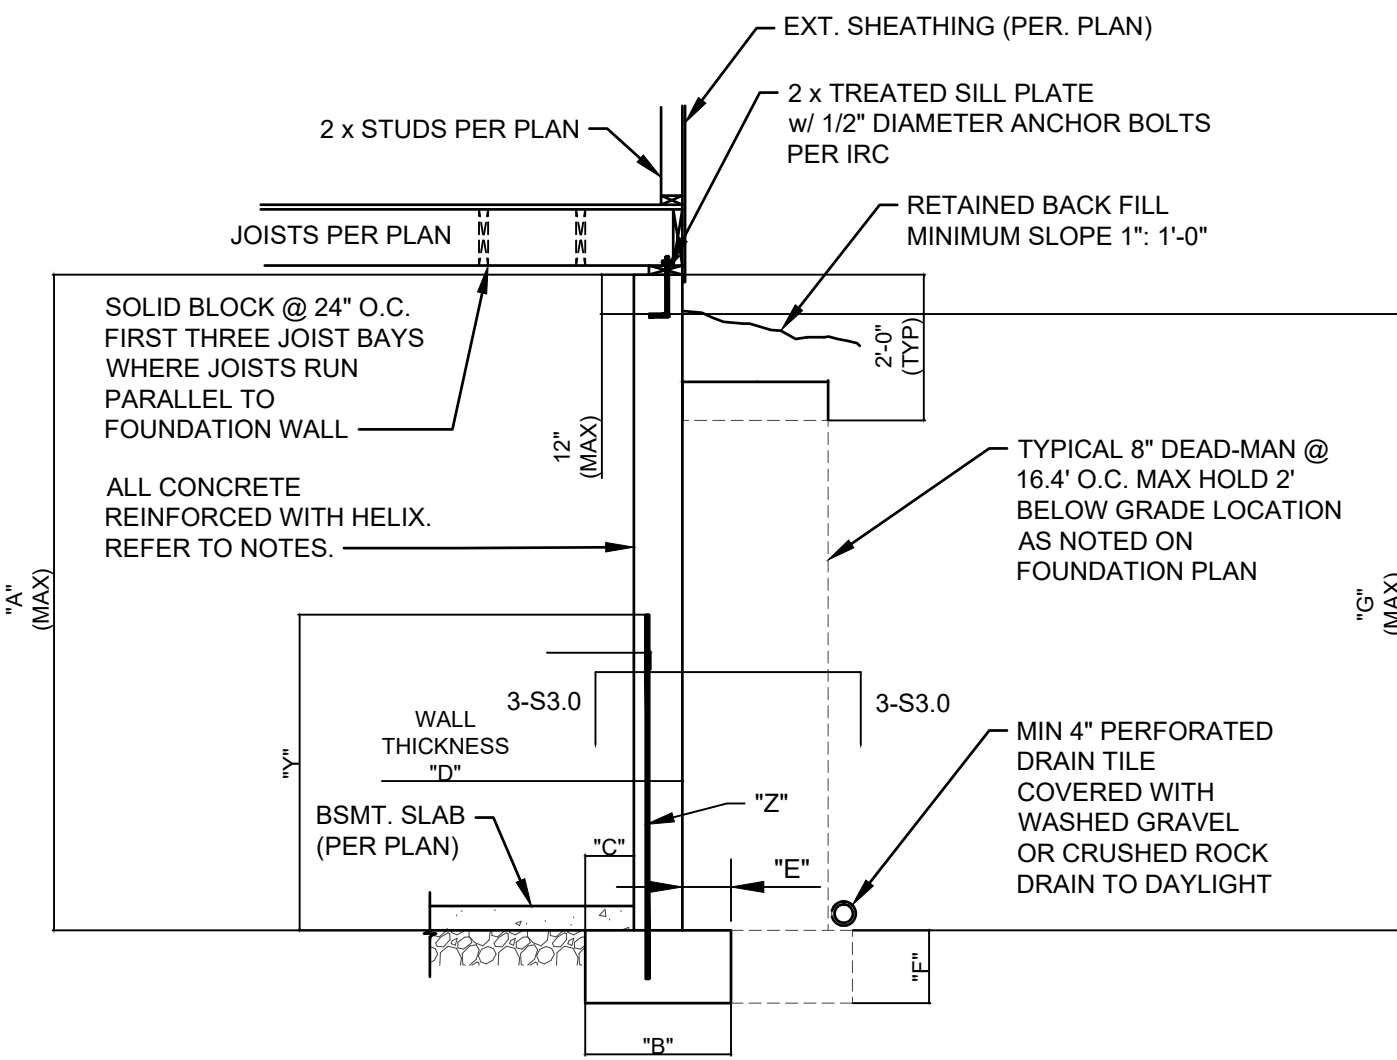 EXT. SHEATHING (PER. PLAN)
2 x TREATED SILL PLATE
w/ 1/2" DIAMETER ANCHOR BOLTS
PER IRC
2 x STUDS PER PLAN
RETAINED BACK FILL
MINIMUM SLOPE 1": 1'-0"
JOISTS PER PLAN
SOLID BLOCK @ 24" O.C.
FIRST THREE JOIST BAYS
WHERE JOISTS RUN
PARALLEL TO
FOUNDATION WALL
2'-0"
(TYP)
12"
(MAX)
TYPICAL 8" DEAD-MAN @
16.4' O.C. MAX HOLD 2'
BELOW GRADE LOCATION
AS NOTED ON
FOUNDATION PLAN
ALL CONCRETE
REINFORCED WITH HELIX.
REFER TO NOTES.
"A"
(MAX)
"G"
(MAX)
3-S3.0
3-S3.0
WALL
THICKNESS
"D"
"Y"
"Z"
MIN 4" PERFORATED
DRAIN TILE
COVERED WITH
WASHED GRAVEL
OR CRUSHED ROCK
DRAIN TO DAYLIGHT
BSMT. SLAB
(PER PLAN)
"C"
"E"
"F"
"B"